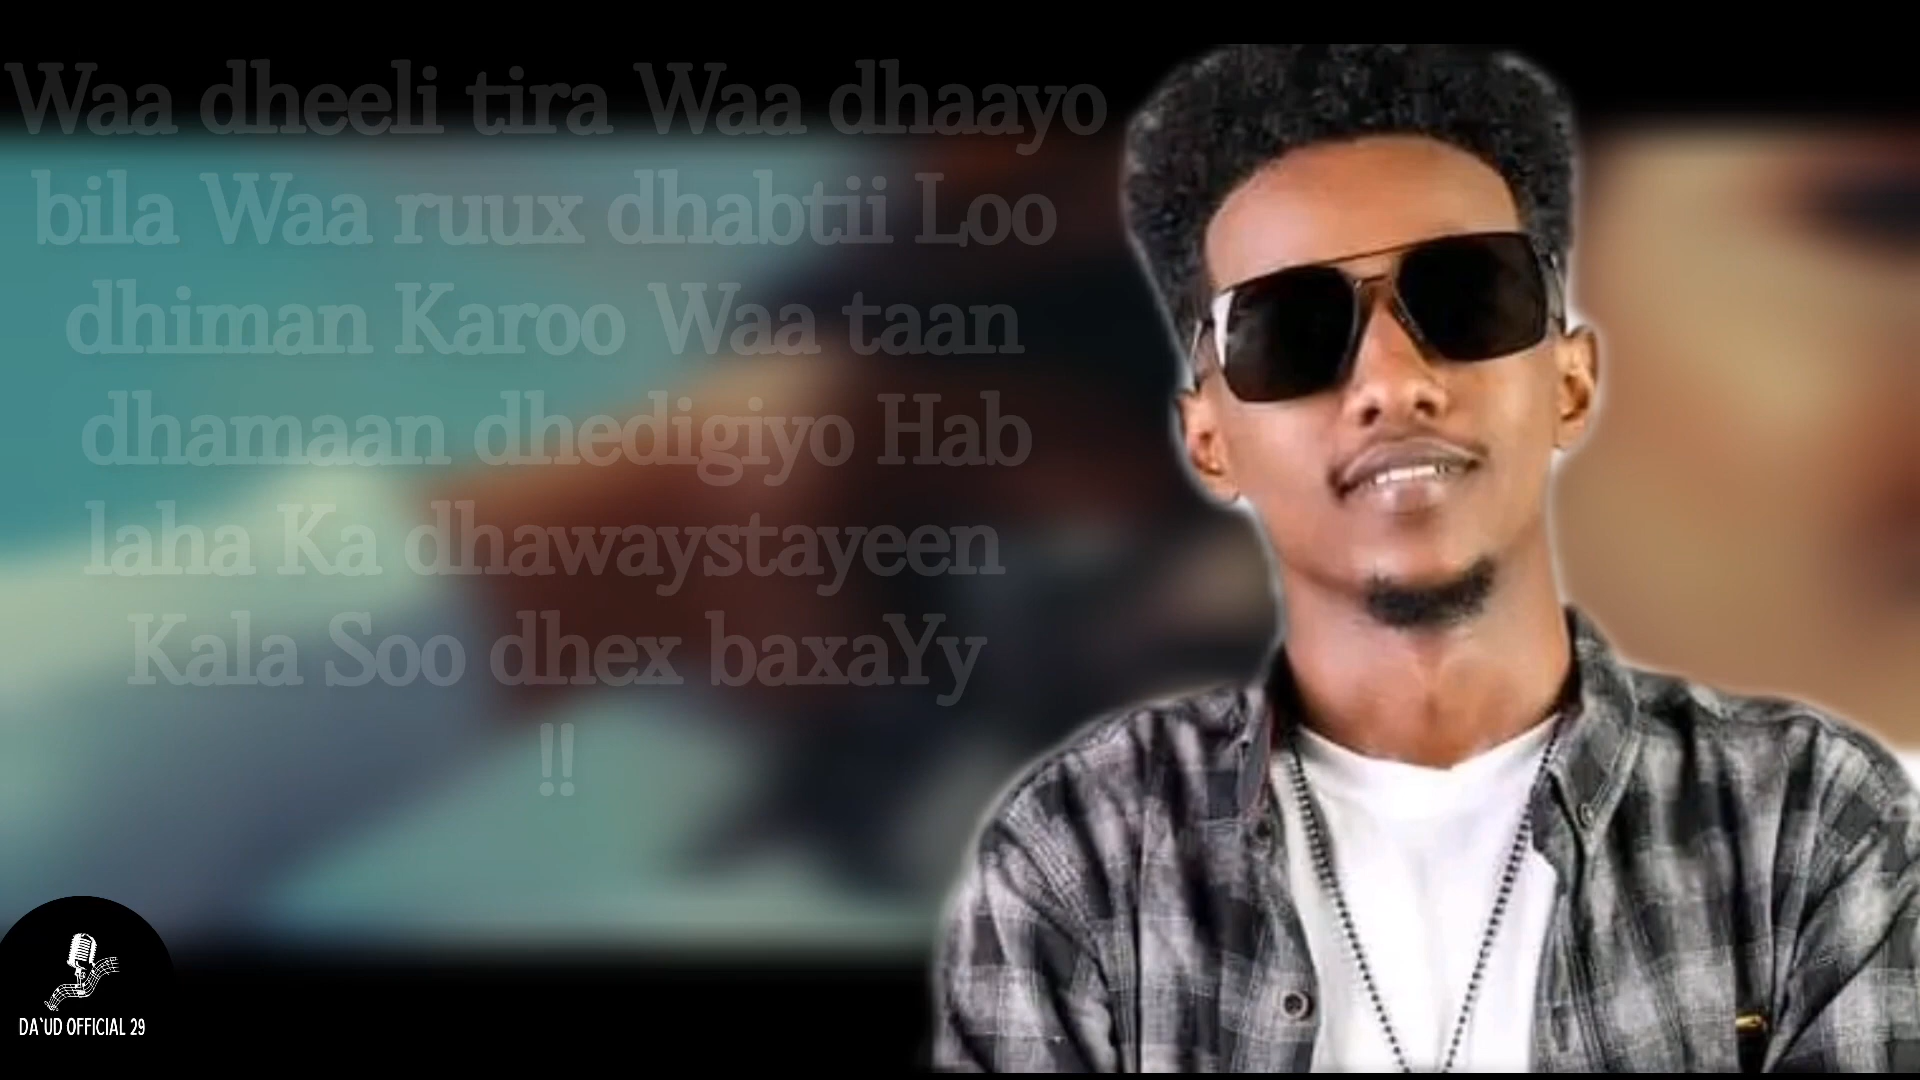 Waa dheeli tira Waa dhaayo
bila Waa ruux dhabtii Loo
dhiman Karoo Waa taan
dhamaan dhedigiyo Hab
laha Ka dhawaystayeen
Kala Soo dhex baxaYy
!!
DA`UD OFFICIAL 29